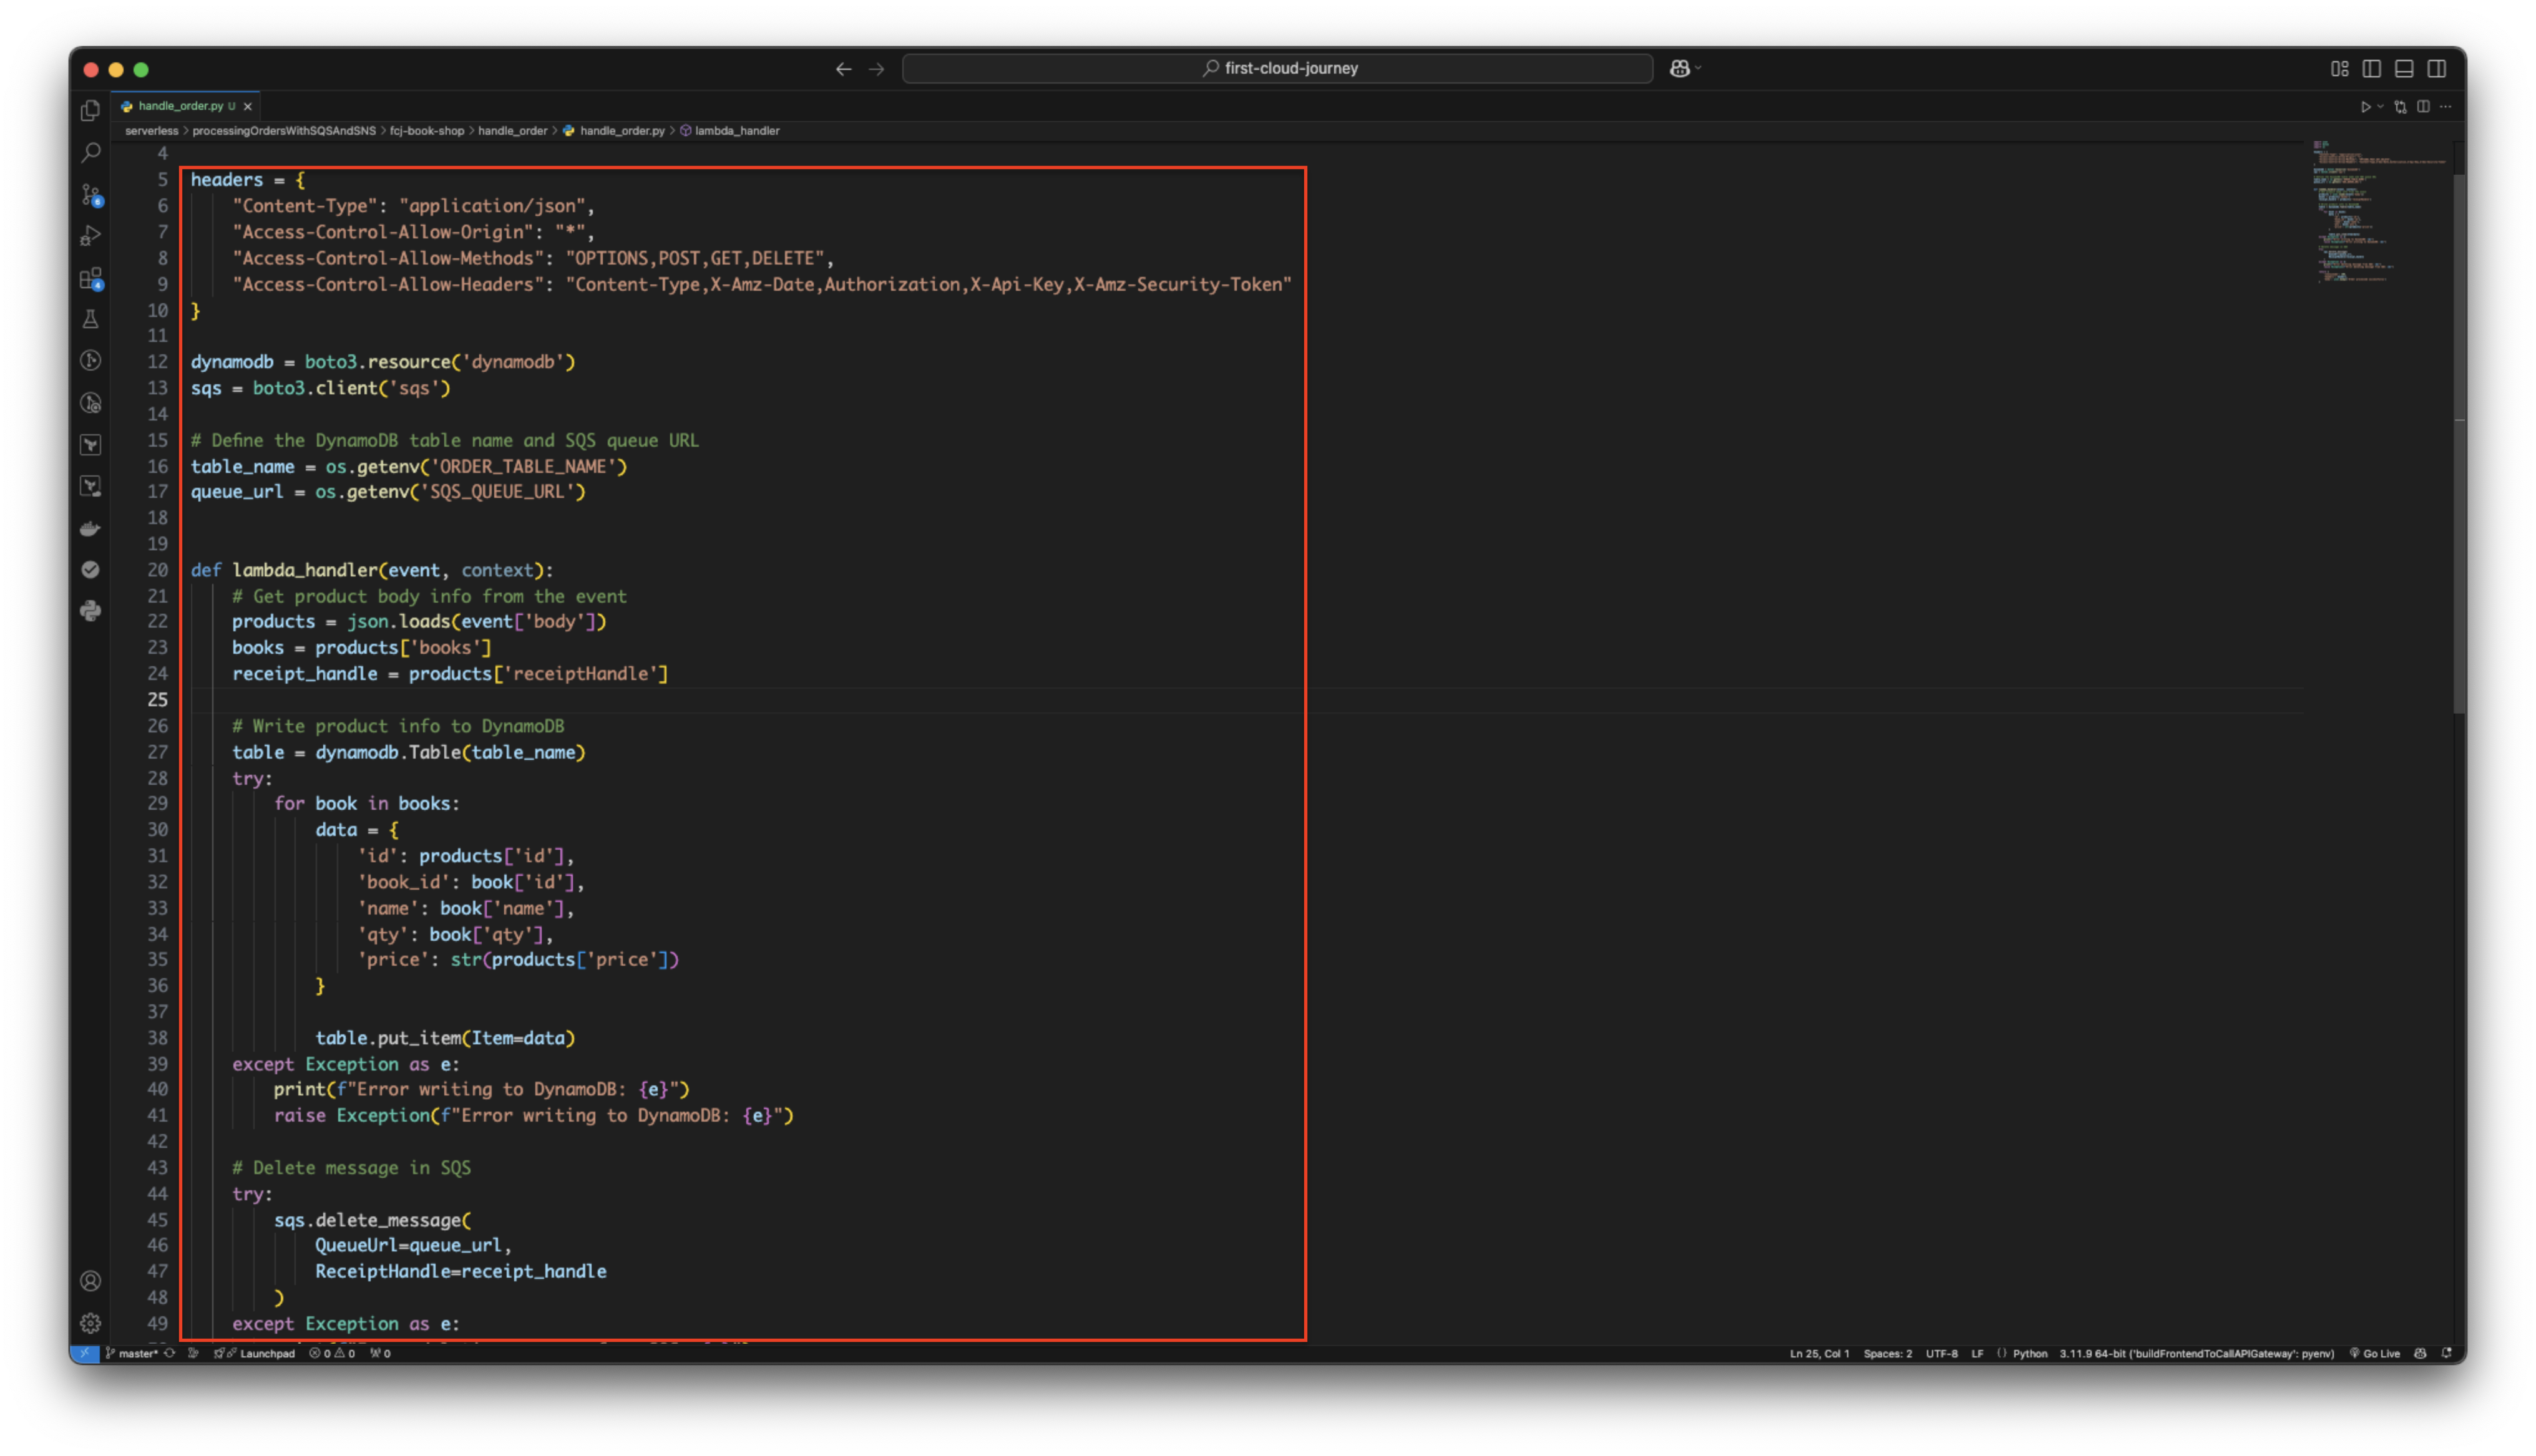 first-cloud-journey
handle_order.py U
serverless > processingOrdersWithSQSAndSNS > fcj-book-shop > handle_order > handle_order.py > lambda_handler
4
5 headers = {
6 "Content-Type": "application/json",
7 "Access-Control-Allow-Origin": "*",
8 "Access-Control-Allow-Methods": "OPTIONS,POST,GET,DELETE",
9 "Access-Control-Allow-Headers": "Content-Type,X-Amz-Date,Authorization,X-Api-Key,X-Amz-Security-Token"
10 }
11
12 dynamodb = boto3.resource('dynamodb')
13 sqs = boto3.client('sqs')
14
15 # Define the DynamoDB table name and SQS queue URL
16 table_name = os.getenv('ORDER_TABLE_NAME')
17 queue_url = os.getenv('SQS_QUEUE_URL')
18
19
20 def lambda_handler(event, context):
21 # Get product body info from the event
22 products = json.loads(event['body'])
23 books = products['books']
24 receipt_handle = products['receiptHandle']
25
26 # Write product info to DynamoDB
27 table = dynamodb.Table(table_name)
28 try:
29 for book in books:
30 data = {
31 'id': products['id'],
32 'book_id': book['id'],
33 'name': book['name'],
34 'qty': book['qty'],
35 'price': str(products['price'])
36 }
37
38 table.put_item(Item=data)
39 except Exception as e:
40 print(f"Error writing to DynamoDB: {e}")
41 raise Exception(f"Error writing to DynamoDB: {e}")
42
43 # Delete message in SQS
44 try:
45 sqs.delete_message(
46 QueueUrl=queue_url,
47 ReceiptHandle=receipt_handle
48 )
49 except Exception as e:
master* Launchpad 0 0 0 Ln 25, Col 1 Spaces: 2 UTF-8 LF Python 3.11.9 64-bit ('buildFrontendToCallAPIGateway': pyenv) Go Live